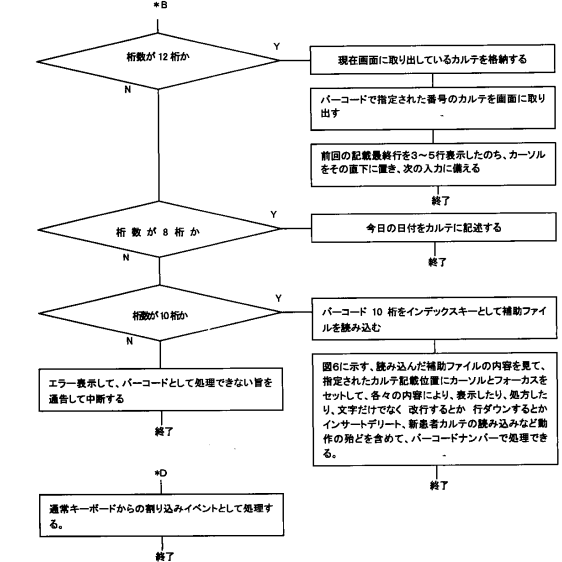 *B
桁数が12桁か
Y
現在画面に取り出しているカルテを格納する
N
バーコードで指定された番号のカルテを画面に取り
出す
前回の記載最終行を3～5行表示したのち、カーソル
をその直下に置き、次の入力に備える
終了
桁 数 が 8 桁 か
Y
今日の日付をカルテに記述する
N
終了
桁数が10桁か
Y
バーコード 10 桁をインデックスキーとして補助ファイ
ルを読み込む
N
エラー表示して、バーコードとして処理できない旨を
通告して中断する
終了
図6に示す、読み込んだ補助ファイルの内容を見て、
指定されたカルテ記載位置にカーソルとフォーカスを
セットして、各々の内容により、表示したり、処方した
り、文字だけでなく 改行するとか 行ダウンするとか
インサートデリート、新患者カルテの読み込みなど動
作の殆どを含めて、バーコードナンバーで処理でき
る。
終了
*D
通常キーボードからの割り込みイベントとして処理す
る。
終了